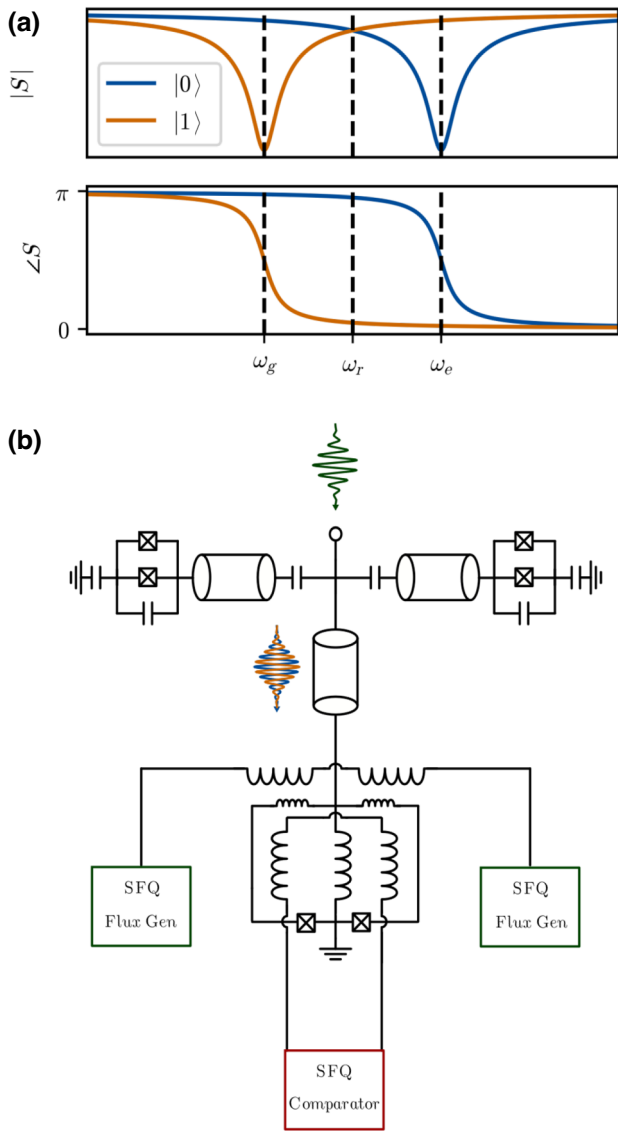 (a)
|S|
|0⟩
|1⟩
π
∠S
0
ω_g
ω_r
ω_e
(b)
SFQ
Flux Gen
SFQ
Flux Gen
SFQ
Comparator